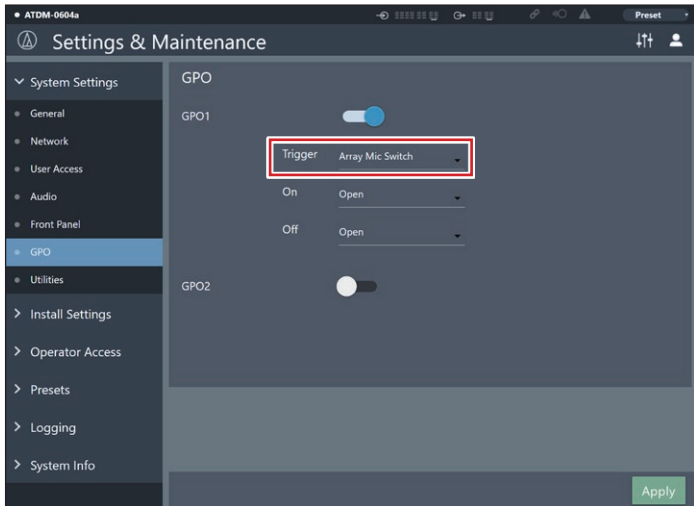 ATDM-0604a
Preset
Settings & Maintenance
System Settings
General
Network
User Access
Audio
Front Panel
GPO
Utilities
Install Settings
Operator Access
Presets
Logging
System Info
GPO
GPO1
Trigger Array Mic Switch
On Open
Off Open
GPO2
Apply